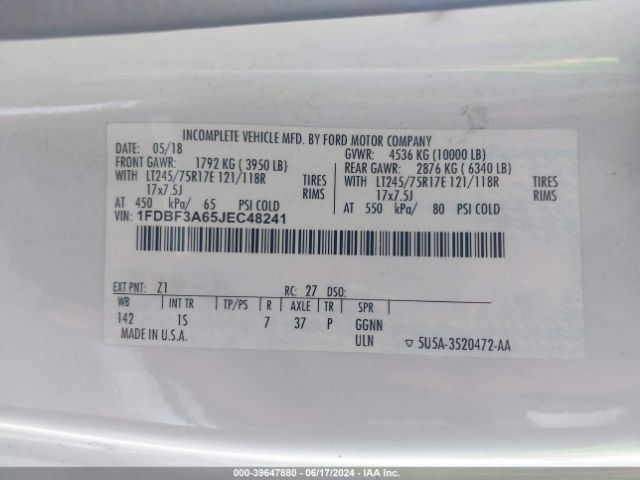 INCOMPLETE VEHICLE MFD. BY FORD MOTOR COMPANY
DATE: 05/18 GVWR: 4536 KG (10000 LB)
FRONT GAWR: 1792 KG ( 3950 LB) REAR GAWR: 2876 KG ( 6340 LB)
WITH LT245/75R17E 121/118R TIRES WITH LT245/75R17E 121/118R TIRES
17x7.5J RIMS 17x7.5J RIMS
AT 450 kPa/ 65 PSI COLD AT 550 kPa/ 80 PSI COLD
VIN: 1FDBF3A65JEC48241
EXT PNT: Z1 RC: 27 DSO:
WB INT TR TP/PS R AXLE TR SPR
142 1S 7 37 P GGNN
MADE IN U.S.A. ULN ▽ 5U5A-3520472-AA
000-39647880 - 06/17/2024 - IAA Inc.